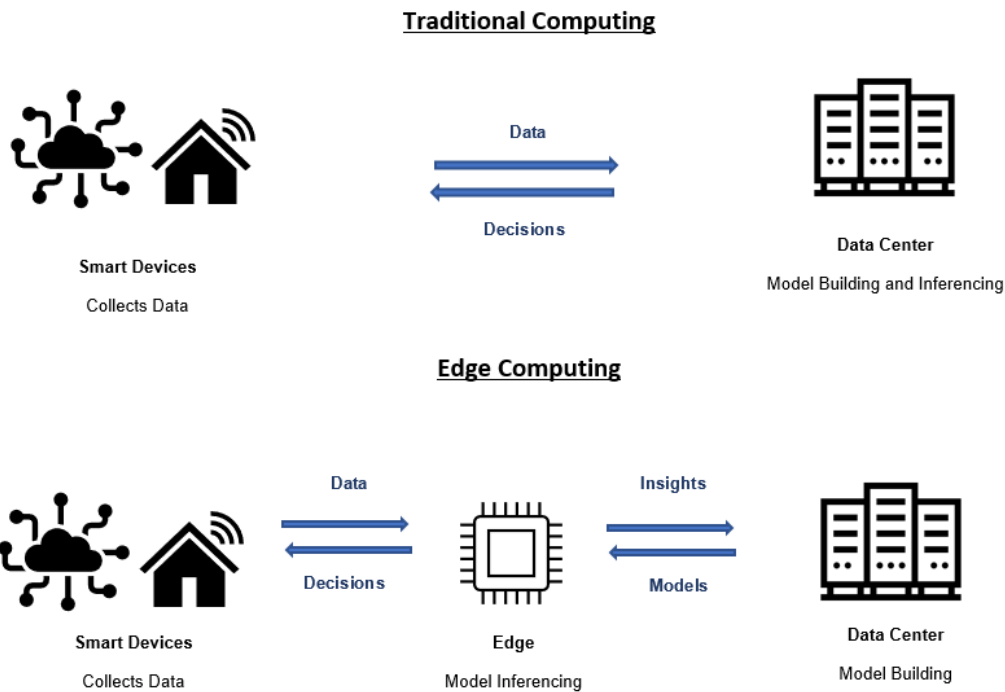 Traditional Computing
Data
Decisions
Smart Devices
Collects Data
Data Center
Model Building and Inferencing
Edge Computing
Data
Decisions
Insights
Models
Smart Devices
Collects Data
Edge
Model Inferencing
Data Center
Model Building